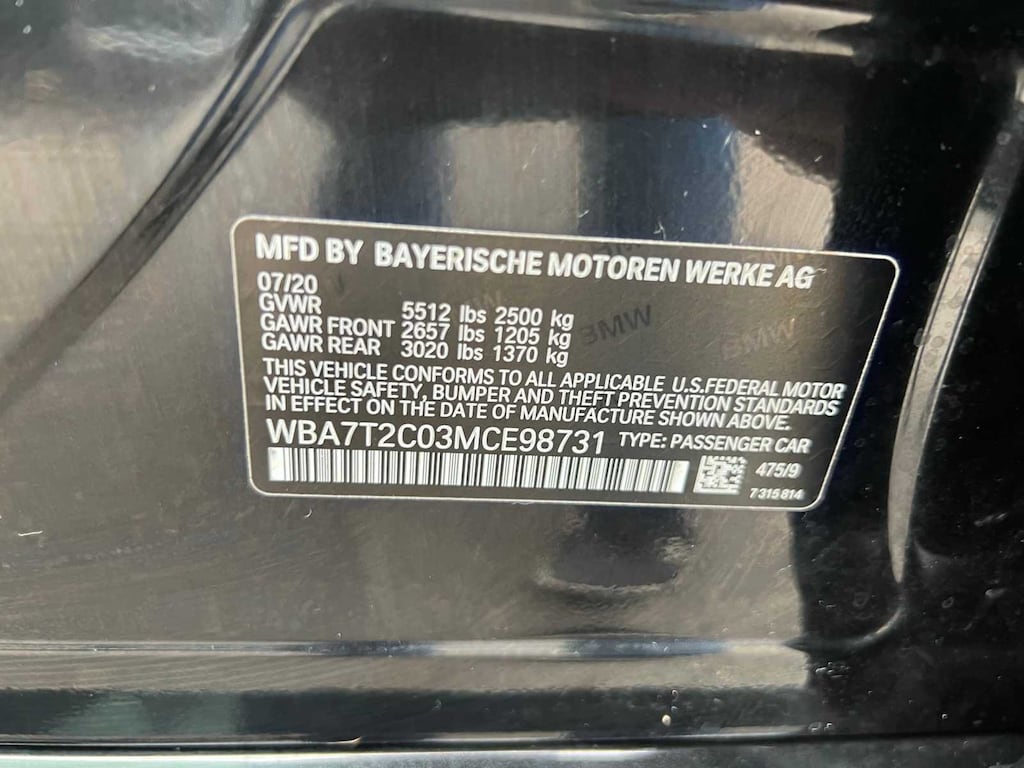 MFD BY BAYERISCHE MOTOREN WERKE AG
07/20
GVWR 5512 lbs 2500 kg
GAWR FRONT 2657 lbs 1205 kg
GAWR REAR 3020 lbs 1370 kg
THIS VEHICLE CONFORMS TO ALL APPLICABLE U.S.FEDERAL MOTOR
VEHICLE SAFETY, BUMPER AND THEFT PREVENTION STANDARDS
IN EFFECT ON THE DATE OF MANUFACTURE SHOWN ABOVE.
WBA7T2C03MCE98731 TYPE: PASSENGER CAR
475/9
7 315 814